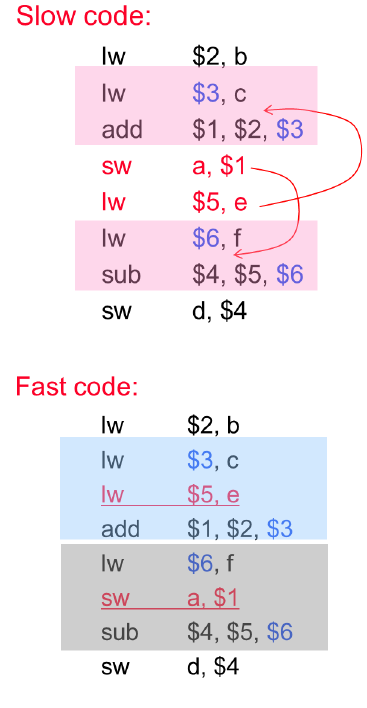 Slow code:
lw $2, b
lw $3, c
add $1, $2, $3
sw a, $1
lw $5, e
lw $6, f
sub $4, $5, $6
sw d, $4
Fast code:
lw $2, b
lw $3, c
lw $5, e
add $1, $2, $3
lw $6, f
sw a, $1
sub $4, $5, $6
sw d, $4